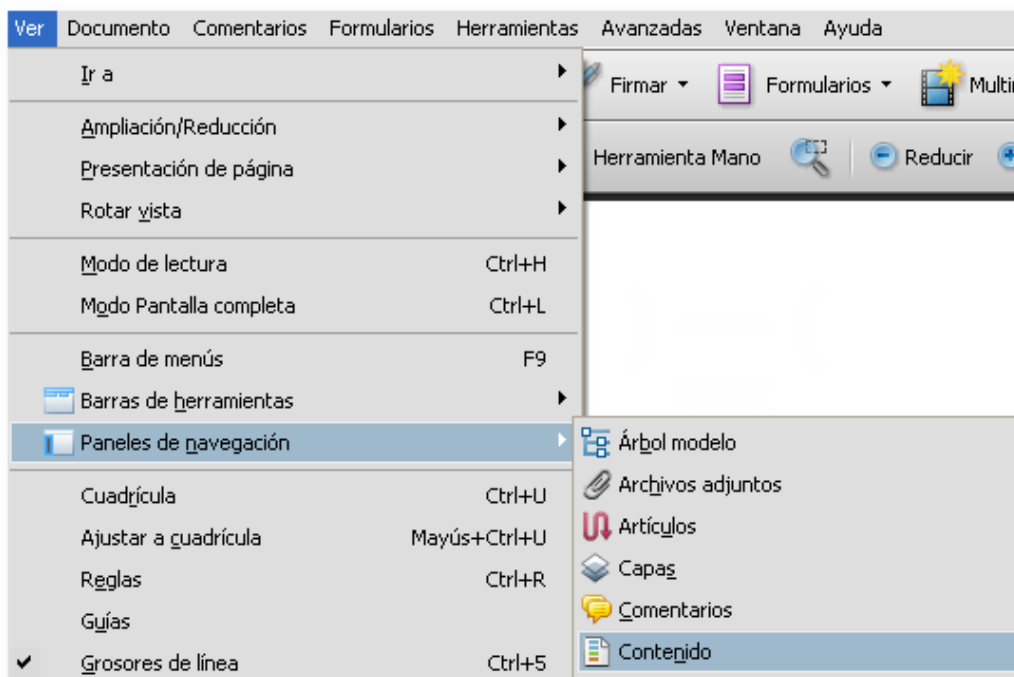 Ver Documento Comentarios Formularios Herramientas Avanzadas Ventana Ayuda
Firmar Formularios
Herramienta Mano Reducir
Ir a
Ampliación/Reducción
Presentación de página
Rotar vista
Modo de lectura Ctrl+H
Modo Pantalla completa Ctrl+L
Barra de menús F9
Barras de herramientas
Paneles de navegación
Cuadrícula Ctrl+U
Ajustar a cuadrícula Mayús+Ctrl+U
Reglas Ctrl+R
Guías
Grosores de línea Ctrl+5
Árbol modelo
Archivos adjuntos
Artículos
Capas
Comentarios
Contenido